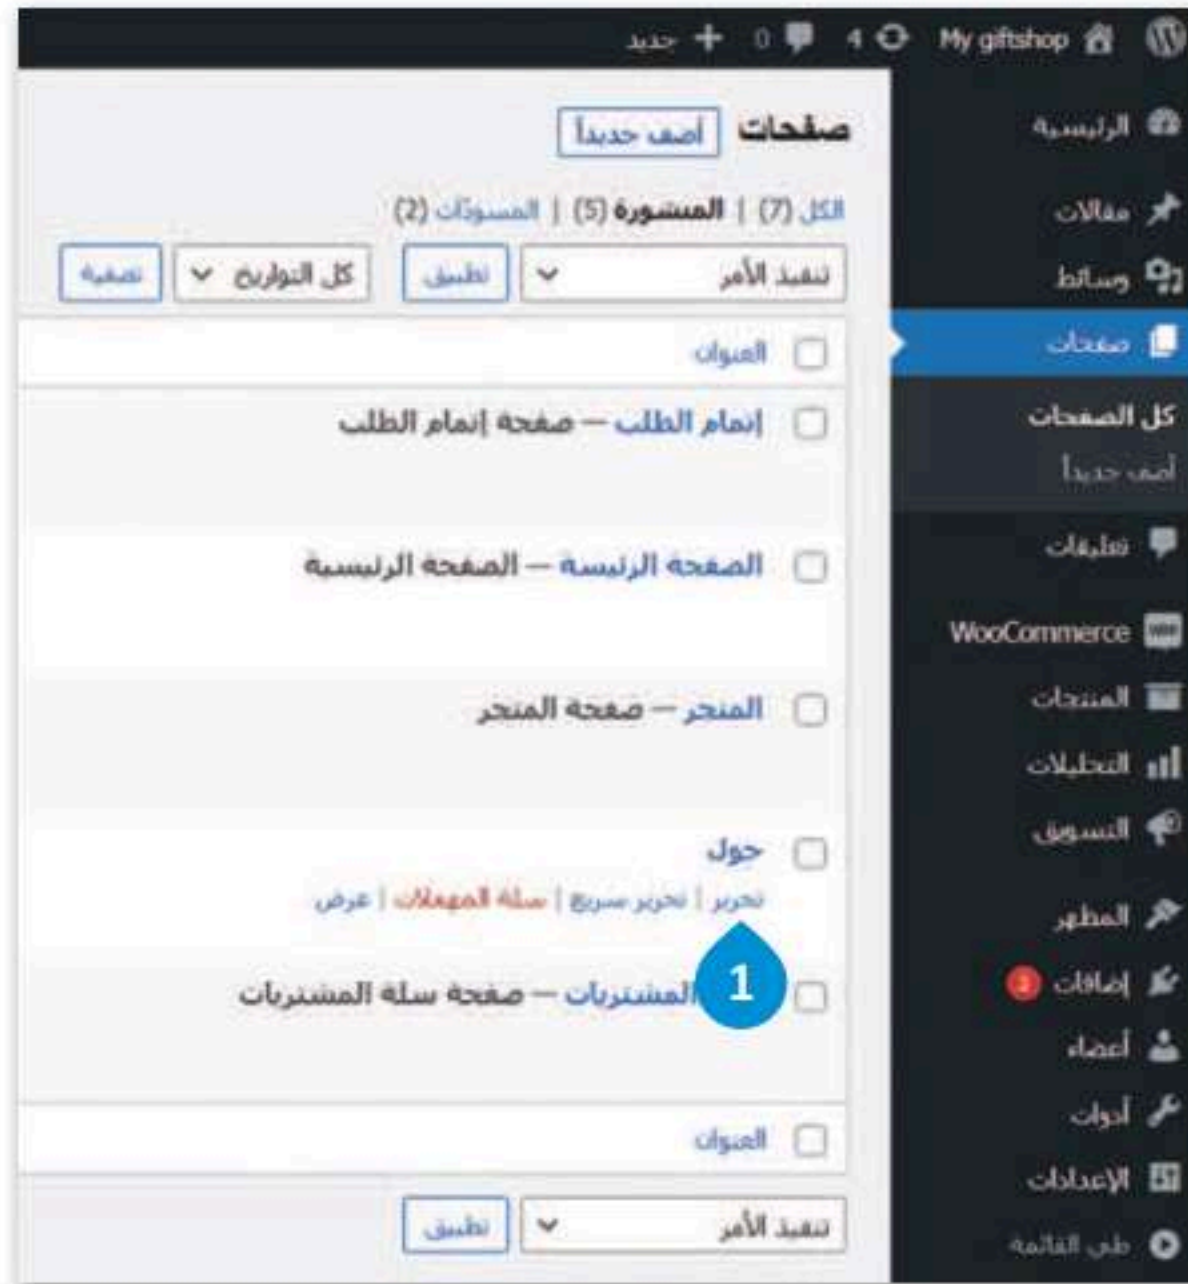 My giftshop 4 0 + جديد
الرئيسية
مقالات
وسائط
صفحات
كل الصفحات
أضف جديداً
تعليقات
WooCommerce
المنتجات
التحليلات
التسويق
المظهر
إضافات
أعضاء
أدوات
الإعدادات
طي القائمة
صفحات أضف جديداً
الكل (7) | المنشورة (5) | المسودّات (2)
تنفيذ الأمر تطبيق كل التواريخ تصفية
العنوان
إتمام الطلب — صفحة إتمام الطلب
الصفحة الرئيسة — الصفحة الرئيسية
المتجر — صفحة المتجر
حول
تحرير | تحرير سريع | سلة المهملات | عرض
1
المشتريات — صفحة سلة المشتريات
العنوان
تنفيذ الأمر تطبيق